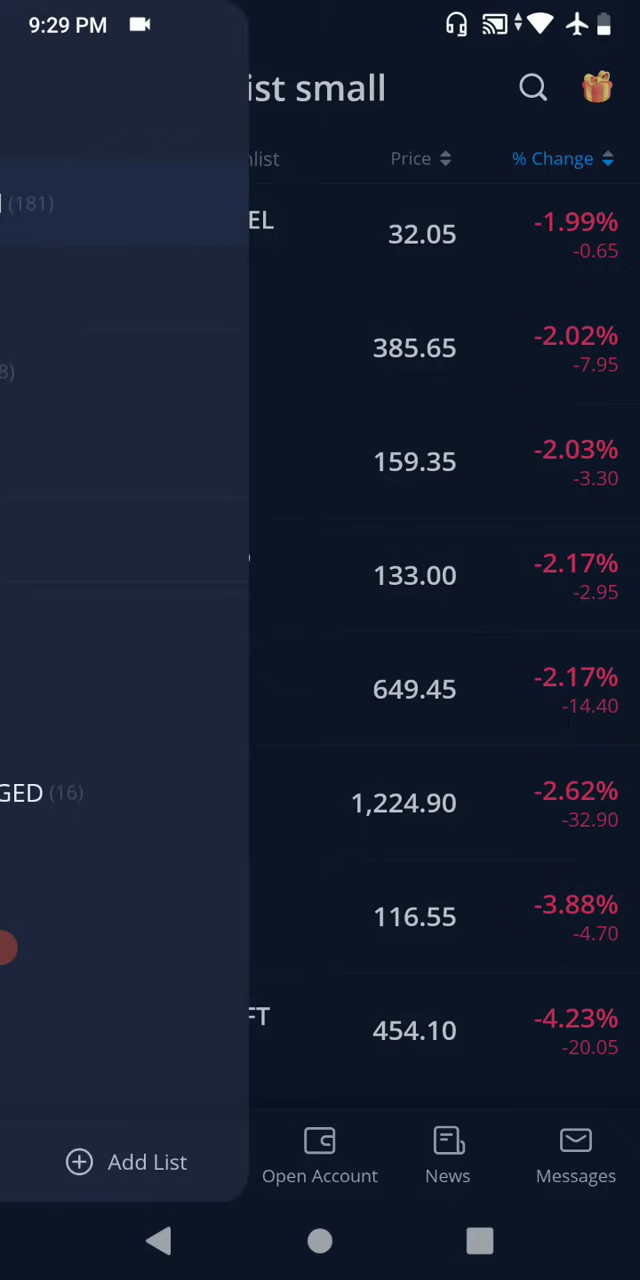 9:29 PM
ist small
list Price % Change
(181)
EL 32.05 -1.99%
-0.65
385.65 -2.02%
8) -7.95
159.35 -2.03%
-3.30
133.00 -2.17%
-2.95
649.45 -2.17%
-14.40
GED (16) 1,224.90 -2.62%
-32.90
116.55 -3.88%
-4.70
FT 454.10 -4.23%
-20.05
Add List
Open Account News Messages